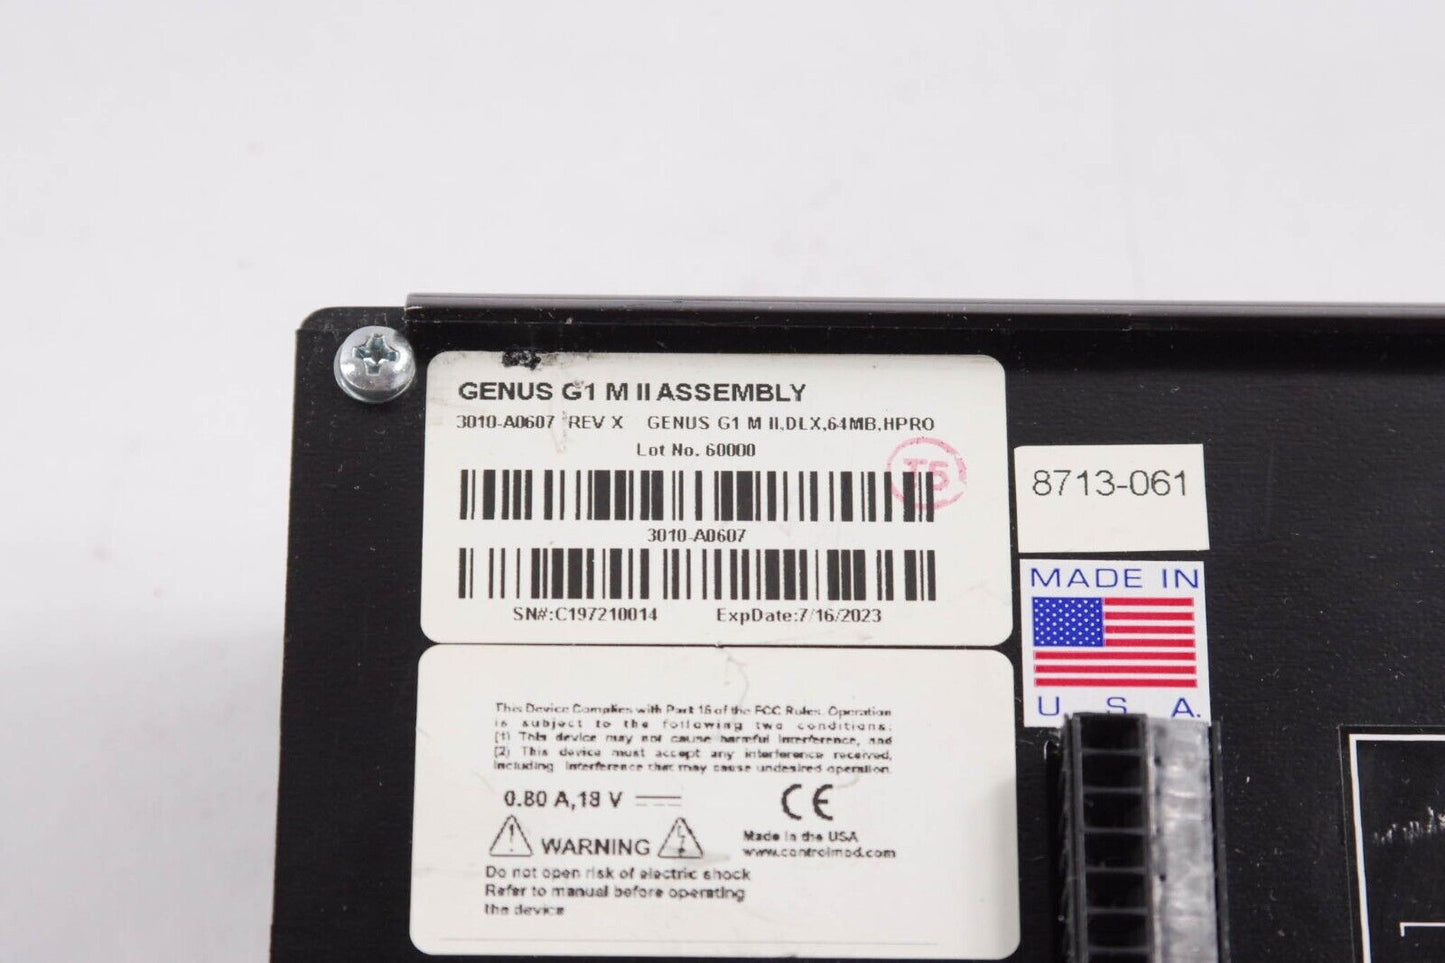 GENUS G1 M II ASSEMBLY
3010-A0607 REV X GENUS G1 M II,DLX,64MB,HPRO
Lot No. 60000
T5
3010-A0607
SN#:C197210014 ExpDate:7/16/2023
8713-061
MADE IN
U. S. A.
This Device Complies with Part 15 of the FCC Rules. Operation
is subject to the following two conditions:
(1) This device may not cause harmful interference, and
(2) This device must accept any interference received,
including interference that may cause undesired operation.
0.80 A,18 V
CE
WARNING
Made in the USA
www.controlmod.com
Do not open risk of electric shock
Refer to manual before operating
the device